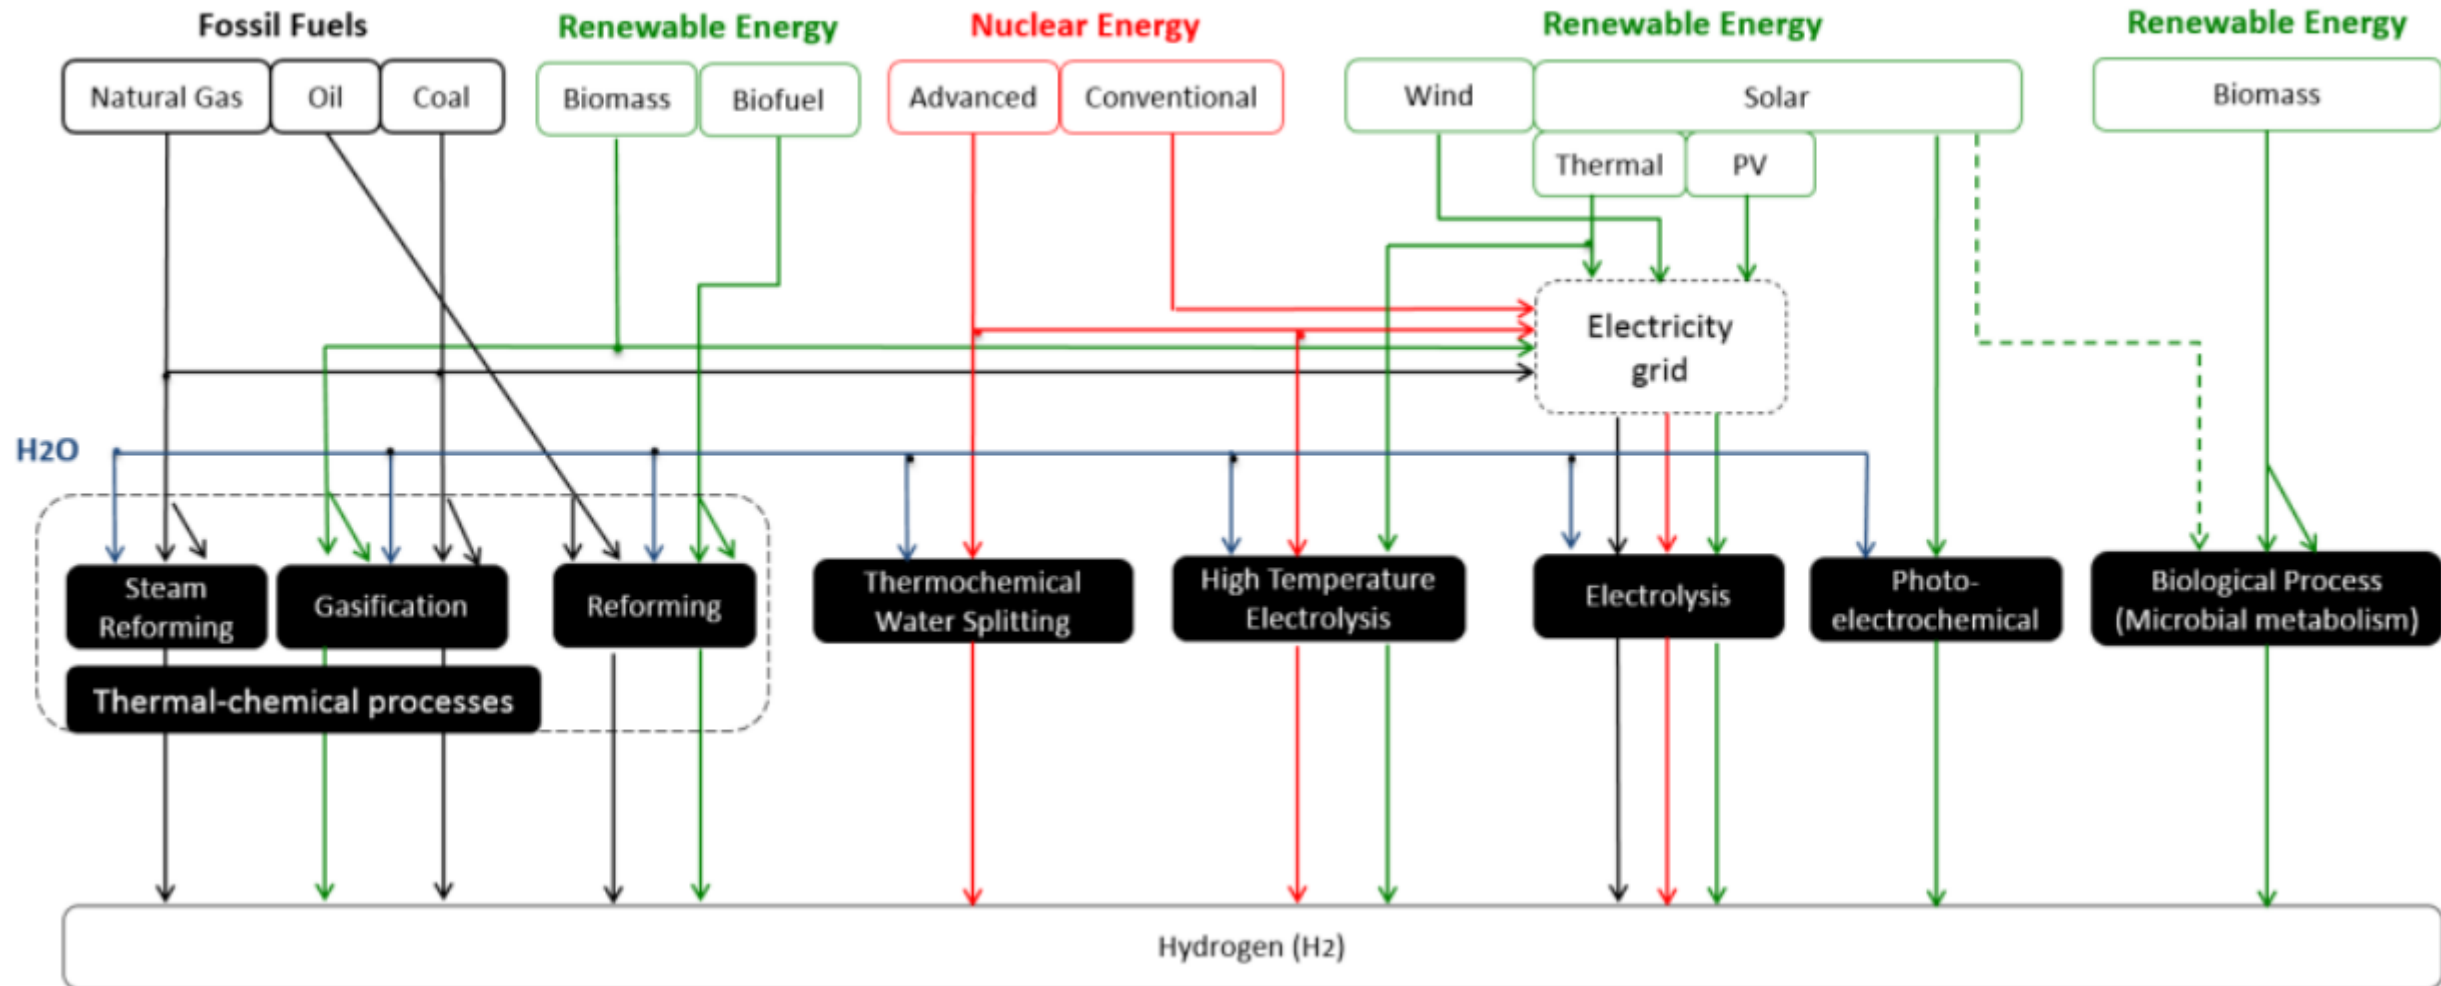 Fossil Fuels
Renewable Energy
Nuclear Energy
Renewable Energy
Renewable Energy
Natural Gas
Oil
Coal
Biomass
Biofuel
Advanced
Conventional
Wind
Solar
Biomass
Thermal
PV
Electricity
grid
H2O
Steam
Reforming
Gasification
Reforming
Thermochemical
Water Splitting
High Temperature
Electrolysis
Electrolysis
Photo-
electrochemical
Biological Process
(Microbial metabolism)
Thermal-chemical processes
Hydrogen (H2)